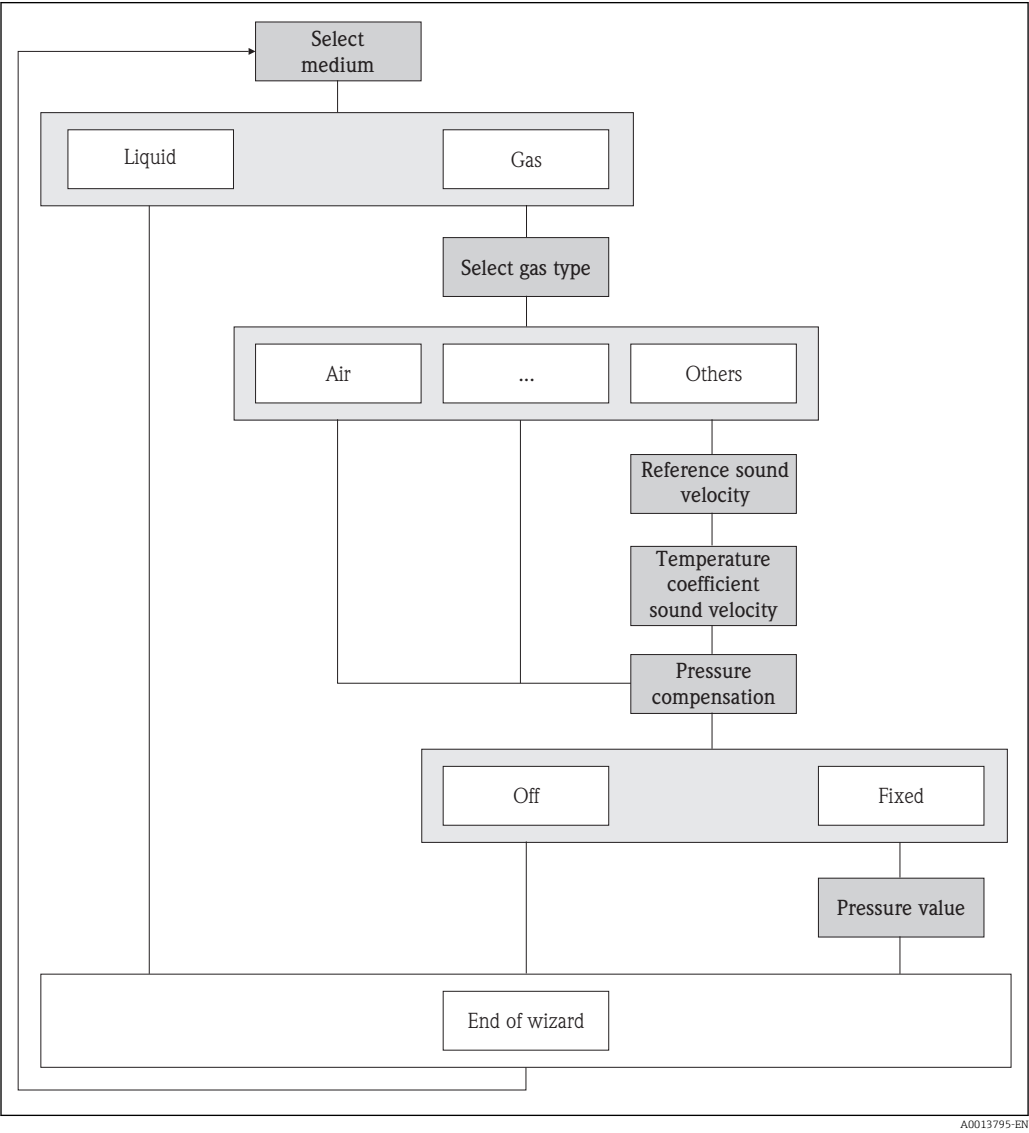 Select
medium
Liquid
Gas
Select gas type
Air
...
Others
Reference sound
velocity
Temperature
coefficient
sound velocity
Pressure
compensation
Off
Fixed
Pressure value
End of wizard
A0013795-EN